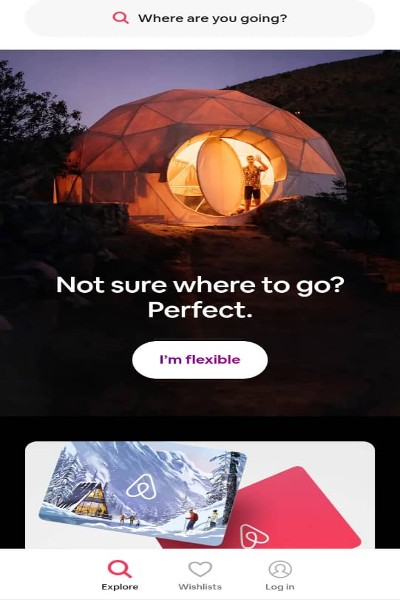 Where are you going?
Not sure where to go?
Perfect.
I'm flexible
Explore
Wishlists
Log in